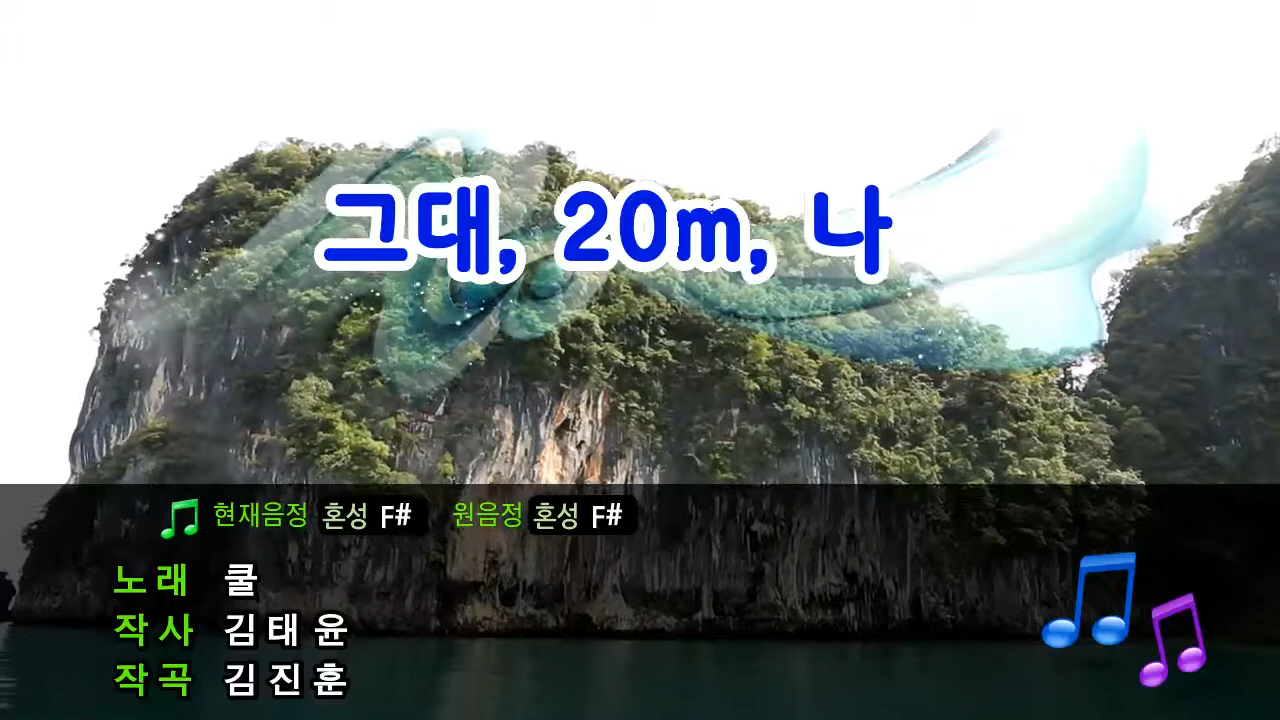 그대, 20m, 나
현재음정 혼성 F# 원음정 혼성 F#
노래 쿨
작사 김태윤
작곡 김진훈